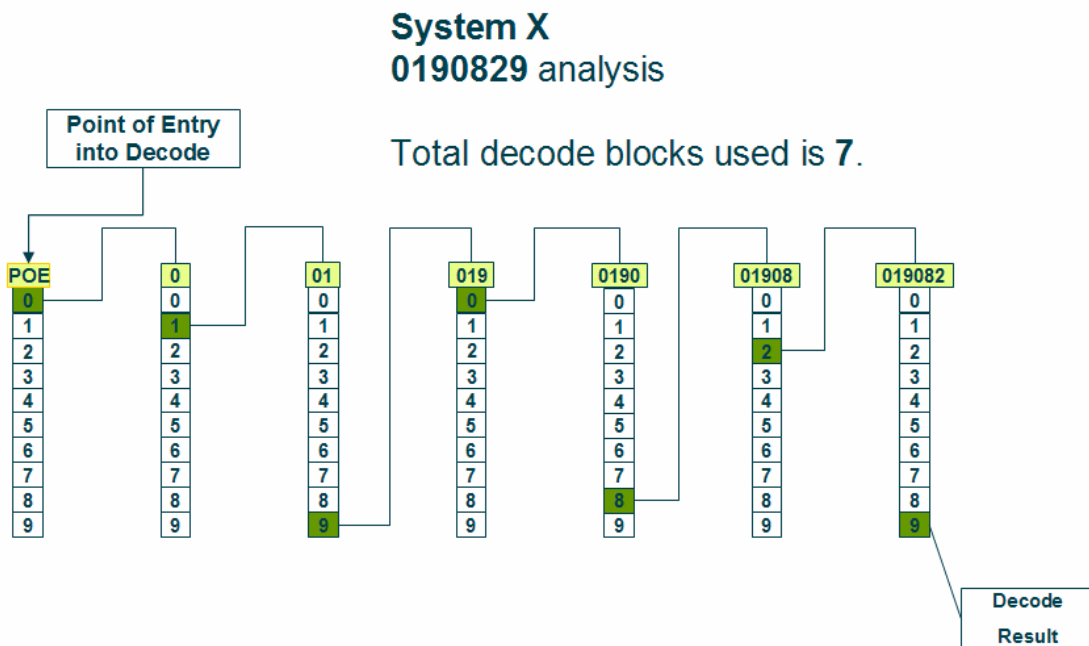 System X
0190829 analysis
Point of Entry
into Decode
Total decode blocks used is 7.
POE 0 01 019 0190 01908 019082
0 0 0 0 0 0 0
1 1 1 1 1 1 1
2 2 2 2 2 2 2
3 3 3 3 3 3 3
4 4 4 4 4 4 4
5 5 5 5 5 5 5
6 6 6 6 6 6 6
7 7 7 7 7 7 7
8 8 8 8 8 8 8
9 9 9 9 9 9 9
Decode
Result